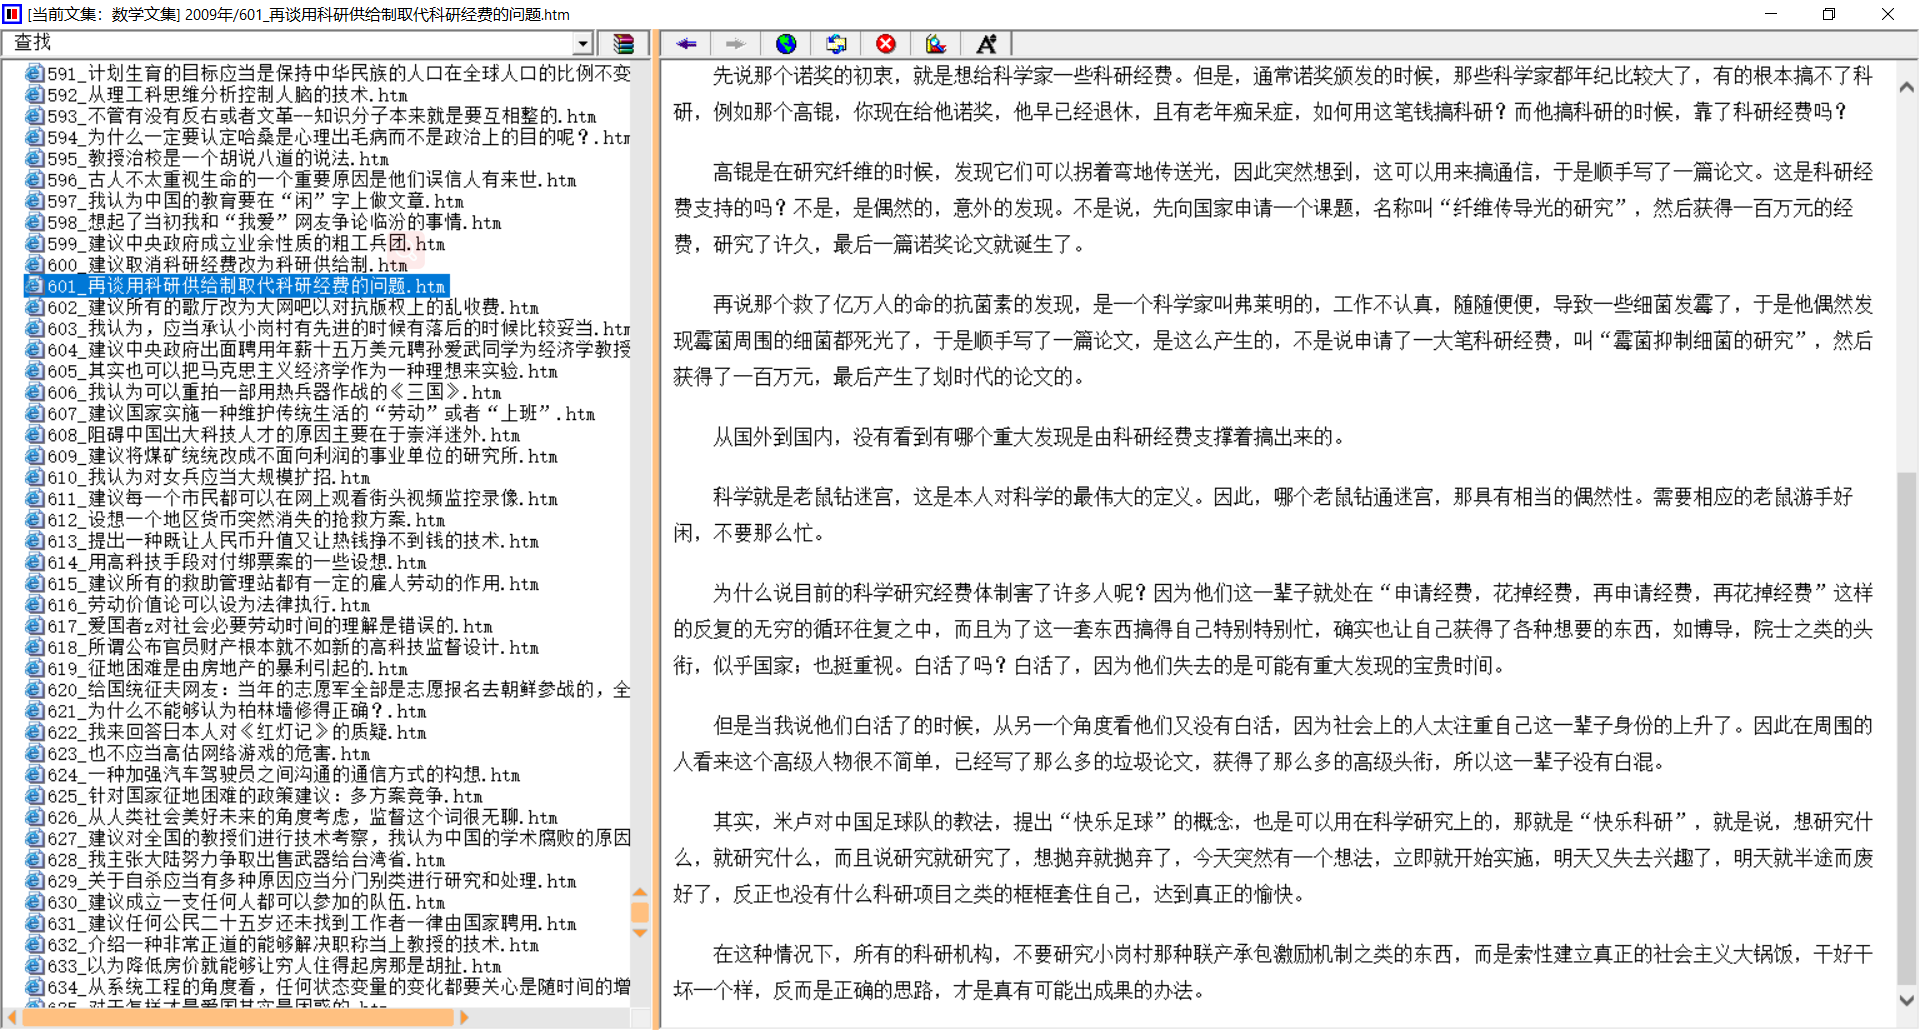 [当前文集：数学文集] 2009年/601_再谈用科研供给制取代科研经费的问题.htm
查找
591_计划生育的目标应当是保持中华民族的人口在全球人口的比例不变
592_从理工科思维分析控制人脑的技术.htm
593_不管有没有反右或者文革--知识分子本来就是要互相整的.htm
594_为什么一定要认定哈桑是心理出毛病而不是政治上的目的呢？.htm
595_教授治校是一个胡说八道的说法.htm
596_古人不太重视生命的一个重要原因是他们误信人有来世.htm
597_我认为中国的教育要在“闲”字上做文章.htm
598_想起了当初我和“我爱”网友争论临汾的事情.htm
599_建议中央政府成立业余性质的粗工兵团.htm
600_建议取消科研经费改为科研供给制.htm
601_再谈用科研供给制取代科研经费的问题.htm
602_建议所有的歌厅改为大网吧以对抗版权上的乱收费.htm
603_我认为，应当承认小岗村有先进的时候有落后的时候比较妥当.htm
604_建议中央政府出面聘用年薪十五万美元聘孙爱武同学为经济学教授
605_其实也可以把马克思主义经济学作为一种理想来实验.htm
606_我认为可以重拍一部用热兵器作战的《三国》.htm
607_建议国家实施一种维护传统生活的“劳动”或者“上班”.htm
608_阻碍中国出大科技人才的原因主要在于崇洋迷外.htm
609_建议将煤矿统统改成不面向利润的事业单位的研究所.htm
610_我认为对女兵应当大规模扩招.htm
611_建议每一个市民都可以在网上观看街头视频监控录像.htm
612_设想一个地区货币突然消失的抢救方案.htm
613_提出一种既让人民币升值又让热钱挣不到钱的技术.htm
614_用高科技手段对付绑票案的一些设想.htm
615_建议所有的救助管理站都有一定的雇人劳动的作用.htm
616_劳动价值论可以设为法律执行.htm
617_爱国者z对社会必要劳动时间的理解是错误的.htm
618_所谓公布官员财产根本就不如新的高科技监督设计.htm
619_征地困难是由房地产的暴利引起的.htm
620_给国统征夫网友：当年的志愿军全部是志愿报名去朝鲜参战的，全
621_为什么不能够认为柏林墙修得正确？.htm
622_我来回答日本人对《红灯记》的质疑.htm
623_也不应当高估网络游戏的危害.htm
624_一种加强汽车驾驶员之间沟通的通信方式的构想.htm
625_针对国家征地困难的政策建议：多方案竞争.htm
626_从人类社会美好未来的角度考虑，监督这个词很无聊.htm
627_建议对全国的教授们进行技术考察，我认为中国的学术腐败的原因
628_我主张大陆努力争取出售武器给台湾省.htm
629_关于自杀应当有多种原因应当分门别类进行研究和处理.htm
630_建议成立一支任何人都可以参加的队伍.htm
631_建议任何公民二十五岁还未找到工作者一律由国家聘用.htm
632_介绍一种非常正道的能够解决职称当上教授的技术.htm
633_以为降低房价就能够让穷人住得起房那是胡扯.htm
634_从系统工程的角度看，任何状态变量的变化都要关心是随时间的增
635_对于怎样才是爱国其实是困惑的.htm
先说那个诺奖的初衷，就是想给科学家一些科研经费。但是，通常诺奖颁发的时候，那些科学家都年纪比较大了，有的根本搞不了科
研，例如那个高锟，你现在给他诺奖，他早已经退休，且有老年痴呆症，如何用这笔钱搞科研？而他搞科研的时候，靠了科研经费吗？
高锟是在研究纤维的时候，发现它们可以拐着弯地传送光，因此突然想到，这可以用来搞通信，于是顺手写了一篇论文。这是科研经
费支持的吗？不是，是偶然的，意外的发现。不是说，先向国家申请一个课题，名称叫“纤维传导光的研究”，然后获得一百万元的经
费，研究了许久，最后一篇诺奖论文就诞生了。
再说那个救了亿万人的命的抗菌素的发现，是一个科学家叫弗莱明的，工作不认真，随随便便，导致一些细菌发霉了，于是他偶然发
现霉菌周围的细菌都死光了，于是顺手写了一篇论文，是这么产生的，不是说申请了一大笔科研经费，叫“霉菌抑制细菌的研究”，然后
获得了一百万元，最后产生了划时代的论文的。
从国外到国内，没有看到有哪个重大发现是由科研经费支撑着搞出来的。
科学就是老鼠钻迷宫，这是本人对科学的最伟大的定义。因此，哪个老鼠钻通迷宫，那具有相当的偶然性。需要相应的老鼠游手好
闲，不要那么忙。
为什么说目前的科学研究经费体制害了许多人呢？因为他们这一辈子就处在“申请经费，花掉经费，再申请经费，再花掉经费”这样
的反复的无穷的循环往复之中，而且为了这一套东西搞得自己特别特别忙，确实也让自己获得了各种想要的东西，如博导，院士之类的头
衔，似乎国家；也挺重视。白活了吗？白活了，因为他们失去的是可能有重大发现的宝贵时间。
但是当我说他们白活了的时候，从另一个角度看他们又没有白活，因为社会上的人太注重自己这一辈子身份的上升了。因此在周围的
人看来这个高级人物很不简单，已经写了那么多的垃圾论文，获得了那么多的高级头衔，所以这一辈子没有白混。
其实，米卢对中国足球队的教法，提出“快乐足球”的概念，也是可以用在科学研究上的，那就是“快乐科研”，就是说，想研究什
么，就研究什么，而且说研究就研究了，想抛弃就抛弃了，今天突然有一个想法，立即就开始实施，明天又失去兴趣了，明天就半途而废
好了，反正也没有什么科研项目之类的框框套住自己，达到真正的愉快。
在这种情况下，所有的科研机构，不要研究小岗村那种联产承包激励机制之类的东西，而是索性建立真正的社会主义大锅饭，干好干
坏一个样，反而是正确的思路，才是真有可能出成果的办法。